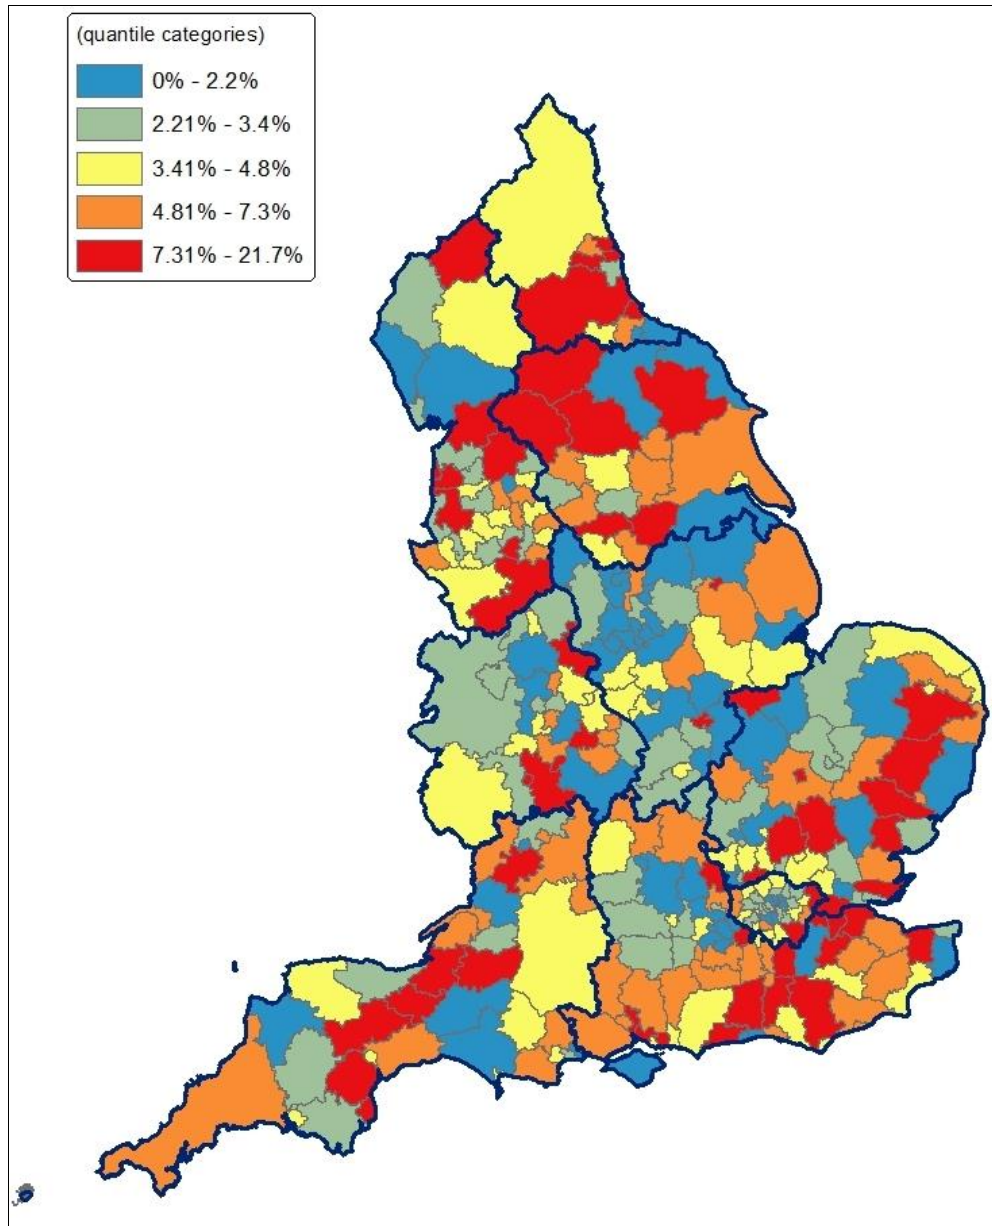 (quantile categories)
0% - 2.2%
2.21% - 3.4%
3.41% - 4.8%
4.81% - 7.3%
7.31% - 21.7%